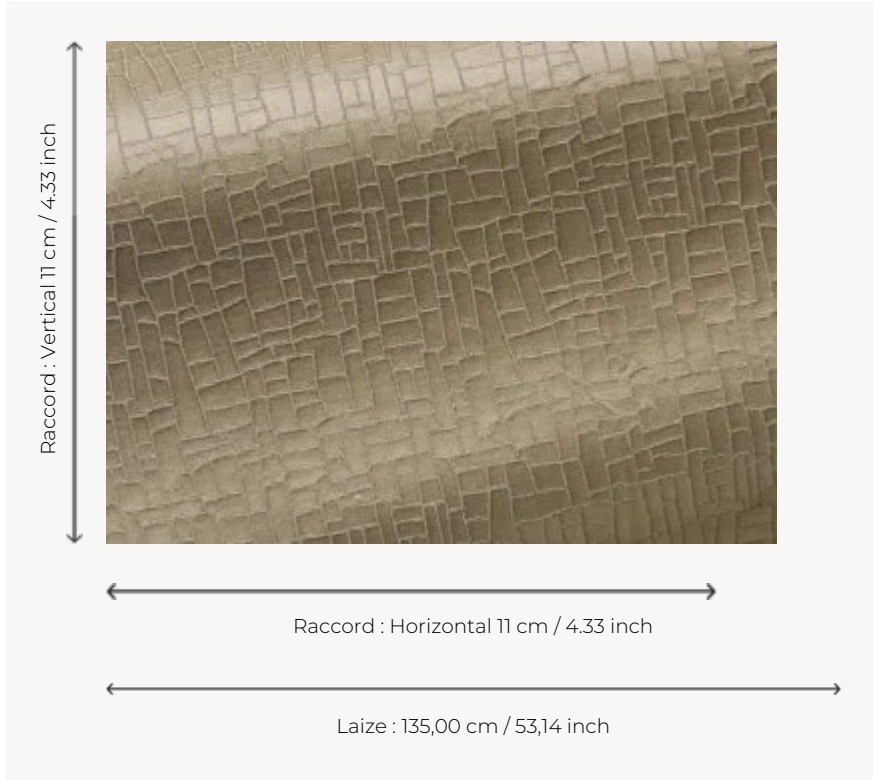 Raccord : Vertical 11 cm / 4.33 inch
Raccord : Horizontal 11 cm / 4.33 inch
Laize : 135,00 cm / 53,14 inch